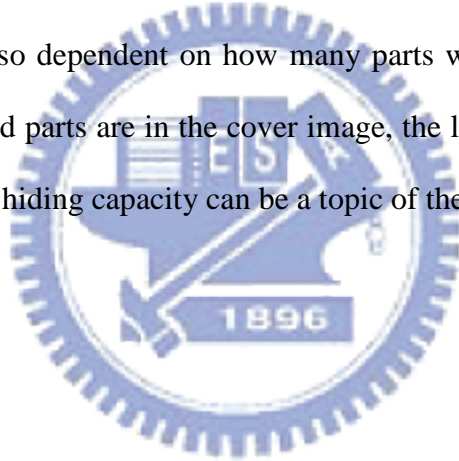 so dependent on how many parts w
d parts are in the cover image, the l
hiding capacity can be a topic of the
E S A
1896